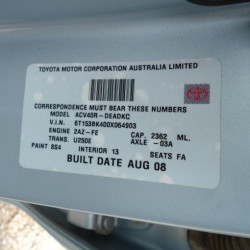 TOYOTA MOTOR CORPORATION AUSTRALIA LIMITED
CORRESPONDENCE MUST BEAR THESE NUMBERS
MODEL ACV40R-DEADKC
V/I 6T153BK400X064903
ENGINE 2AZ-FE CAP. 2362 ML.
TRANS. U250E AXLE -03A
PAINT 8S4 INTERIOR 13 SEATS FA
BUILT DATE AUG 08